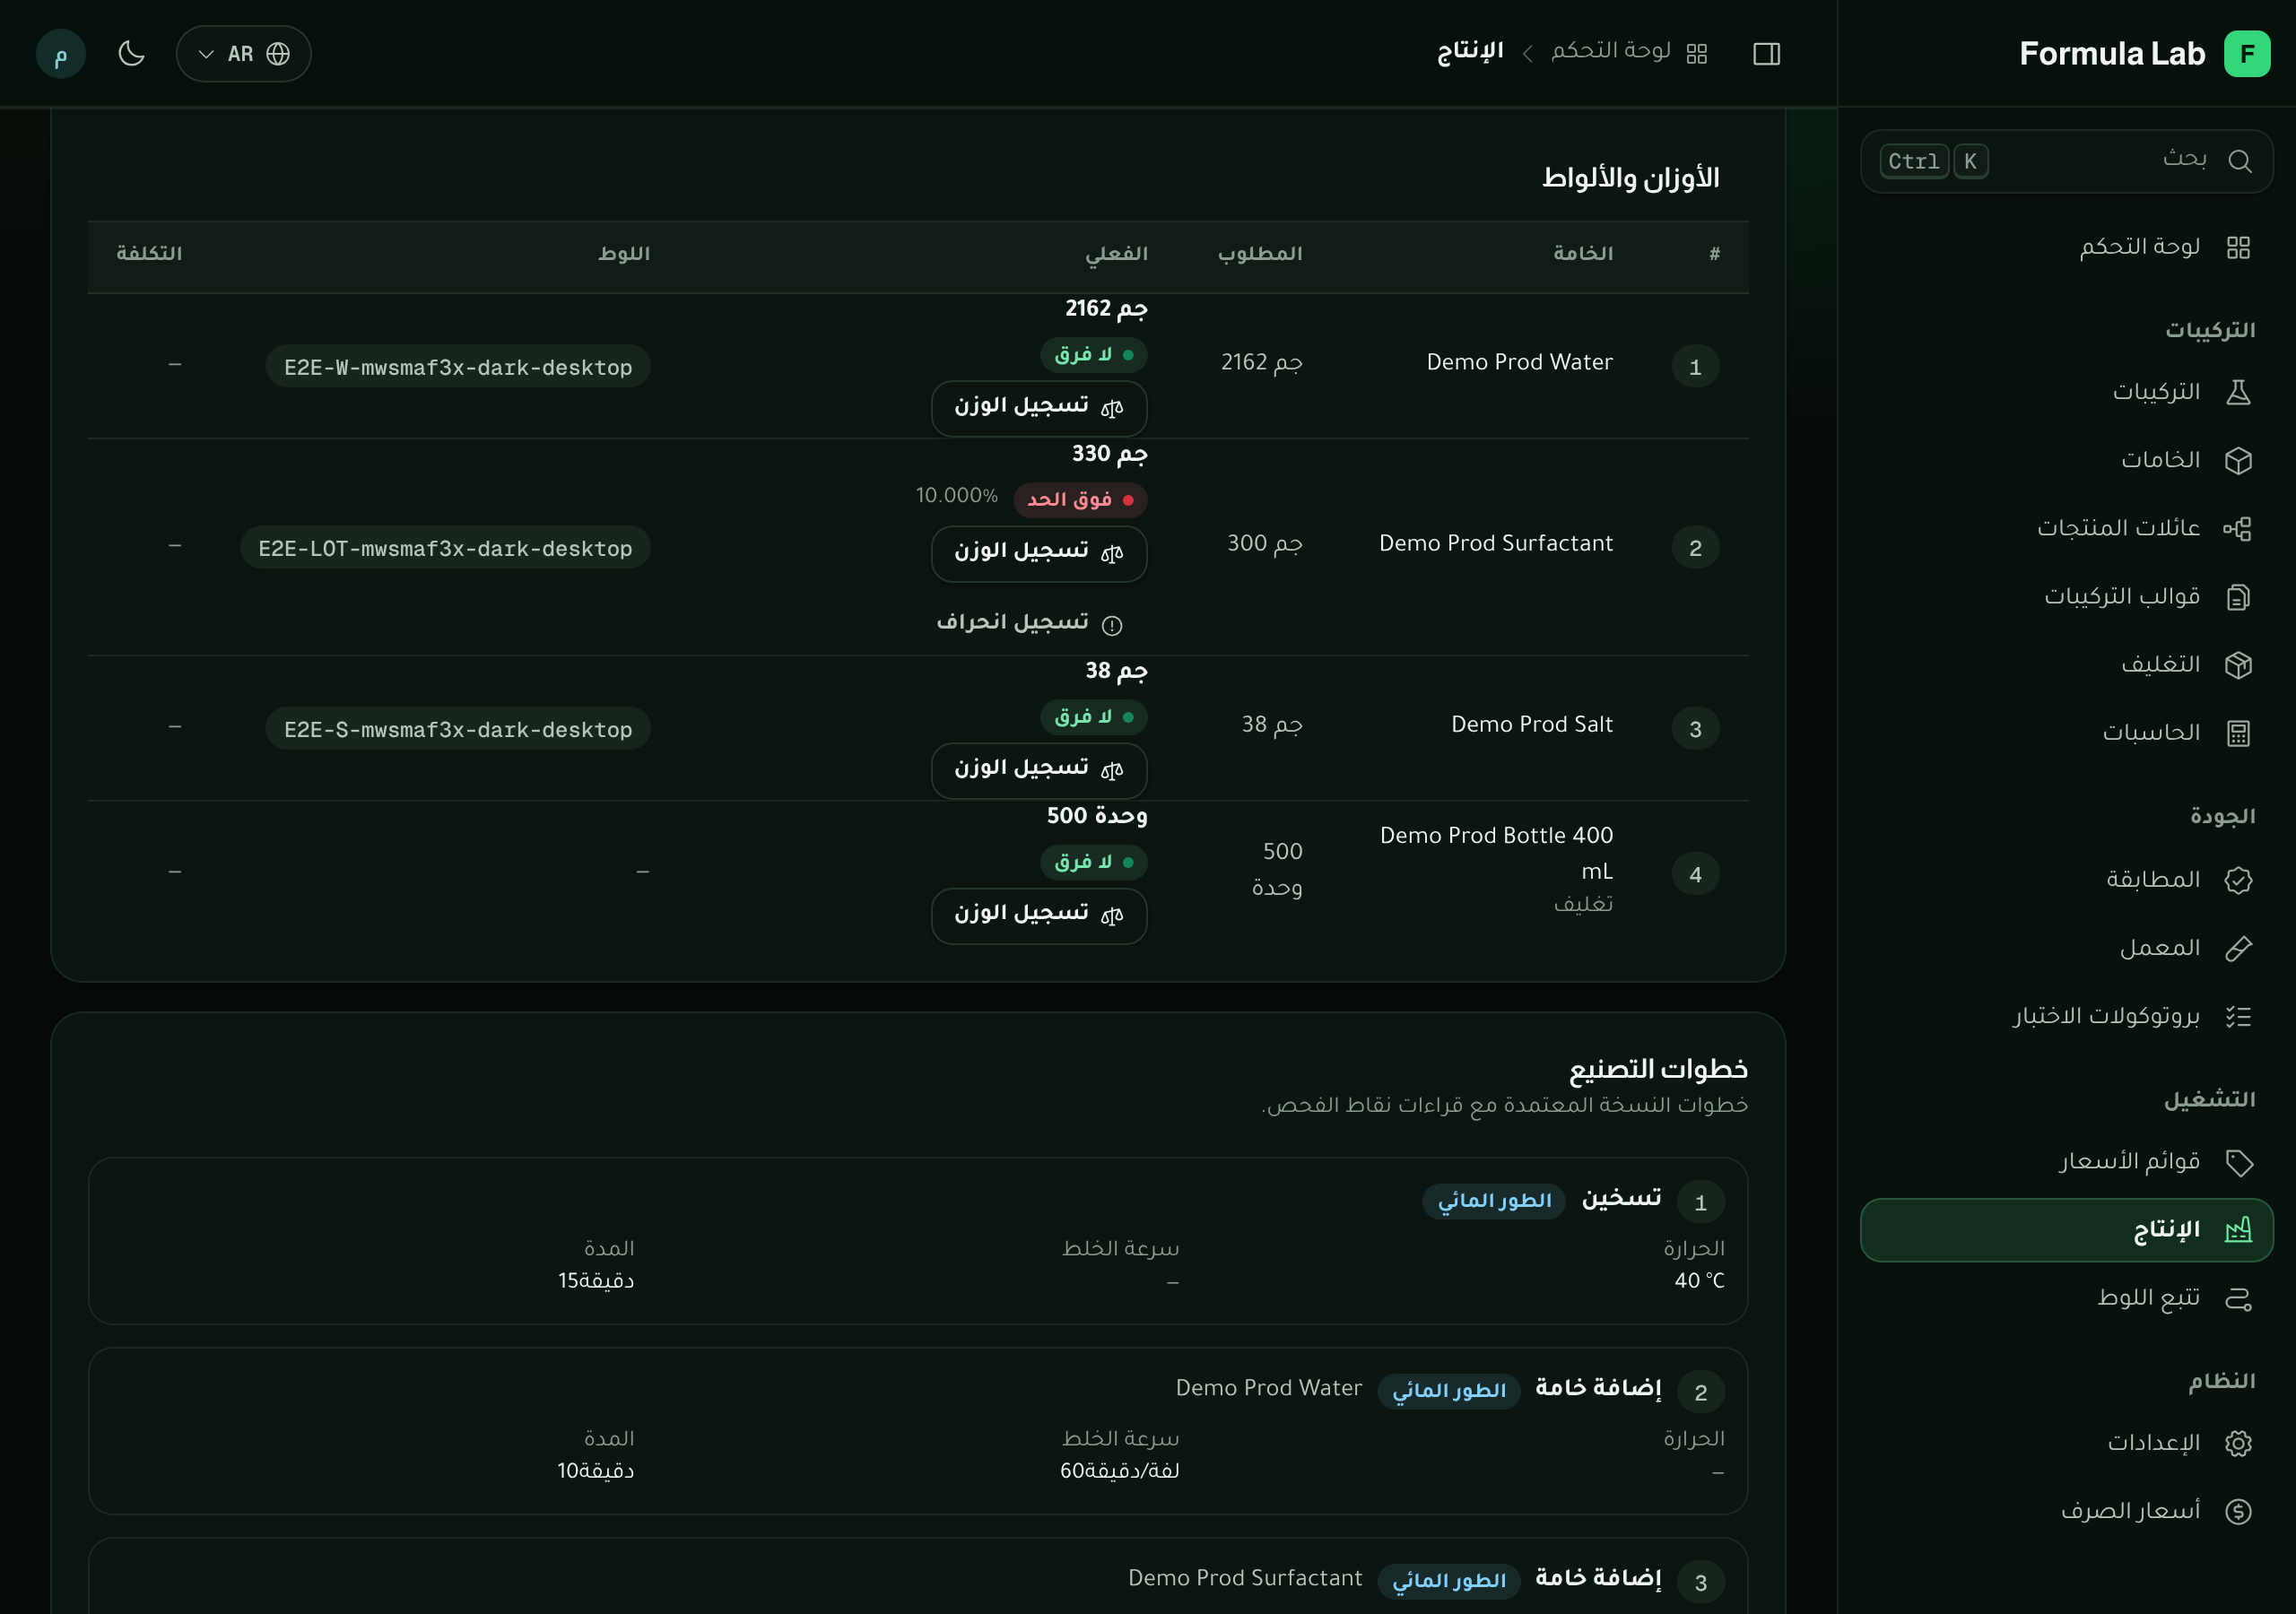 Formula Lab
F
بحث
Ctrl K
لوحة التحكم
التركيبات
التركيبات
الخامات
عائلات المنتجات
قوالب التركيبات
التغليف
الحاسبات
الجودة
المطابقة
المعمل
بروتوكولات الاختبار
التشغيل
قوائم الأسعار
الإنتاج
تتبع اللوط
النظام
الإعدادات
أسعار الصرف
لوحة التحكم
الإنتاج
AR
م
الأوزان والألواط
# الخامة المطلوب الفعلي اللوط التكلفة
1 Demo Prod Water جم 2162 جم 2162 E2E-W-mwsmaf3x-dark-desktop –
لا فرق
تسجيل الوزن
2 Demo Prod Surfactant جم 300 جم 330 E2E-LOT-mwsmaf3x-dark-desktop –
فوق الحد 10.000%
تسجيل الوزن
تسجيل انحراف
3 Demo Prod Salt جم 38 جم 38 E2E-S-mwsmaf3x-dark-desktop –
لا فرق
تسجيل الوزن
4 Demo Prod Bottle 400
mL
تغليف
500
وحدة
وحدة 500 – –
لا فرق
تسجيل الوزن
خطوات التصنيع
خطوات النسخة المعتمدة مع قراءات نقاط الفحص.
1 تسخين الطور المائي
الحرارة سرعة الخلط المدة
40 °C – دقيقة15
2 إضافة خامة الطور المائي Demo Prod Water
الحرارة سرعة الخلط المدة
– لفة/دقيقة60 دقيقة10
3 إضافة خامة الطور المائي Demo Prod Surfactant